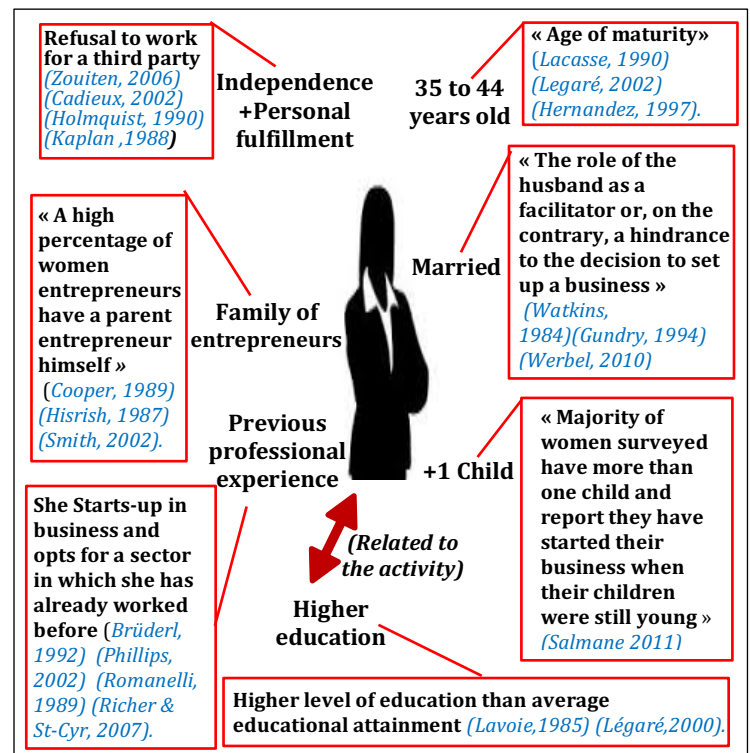 Refusal to work
for a third party
(Zouiten, 2006)
(Cadieux, 2002)
(Holmquist, 1990)
(Kaplan ,1988)
Independence
+Personal
fulfillment
35 to 44
years old
« Age of maturity»
(Lacasse, 1990)
(Legaré, 2002)
(Hernandez, 1997).
« A high
percentage of
women
entrepreneurs
have a parent
entrepreneur
himself »
(Cooper, 1989)
(Hisrish, 1987)
(Smith, 2002).
Family of
entrepreneurs
Married
« The role of the
husband as a
facilitator or, on the
contrary, a hindrance
to the decision to set
up a business »
(Watkins,
1984)(Gundry, 1994)
(Werbel, 2010)
Previous
professional
experience
+1 Child
« Majority of
women surveyed
have more than
one child and
report they have
started their
business when
their children
were still young »
(Salmane 2011)
She Starts-up in
business and
opts for a sector
in which she has
already worked
before (Brüderl,
1992) (Phillips,
2002) (Romanelli,
1989) (Richer &
St-Cyr, 2007).
(Related to
the activity)
Higher
education
Higher level of education than average
educational attainment (Lavoie,1985) (Légaré,2000).